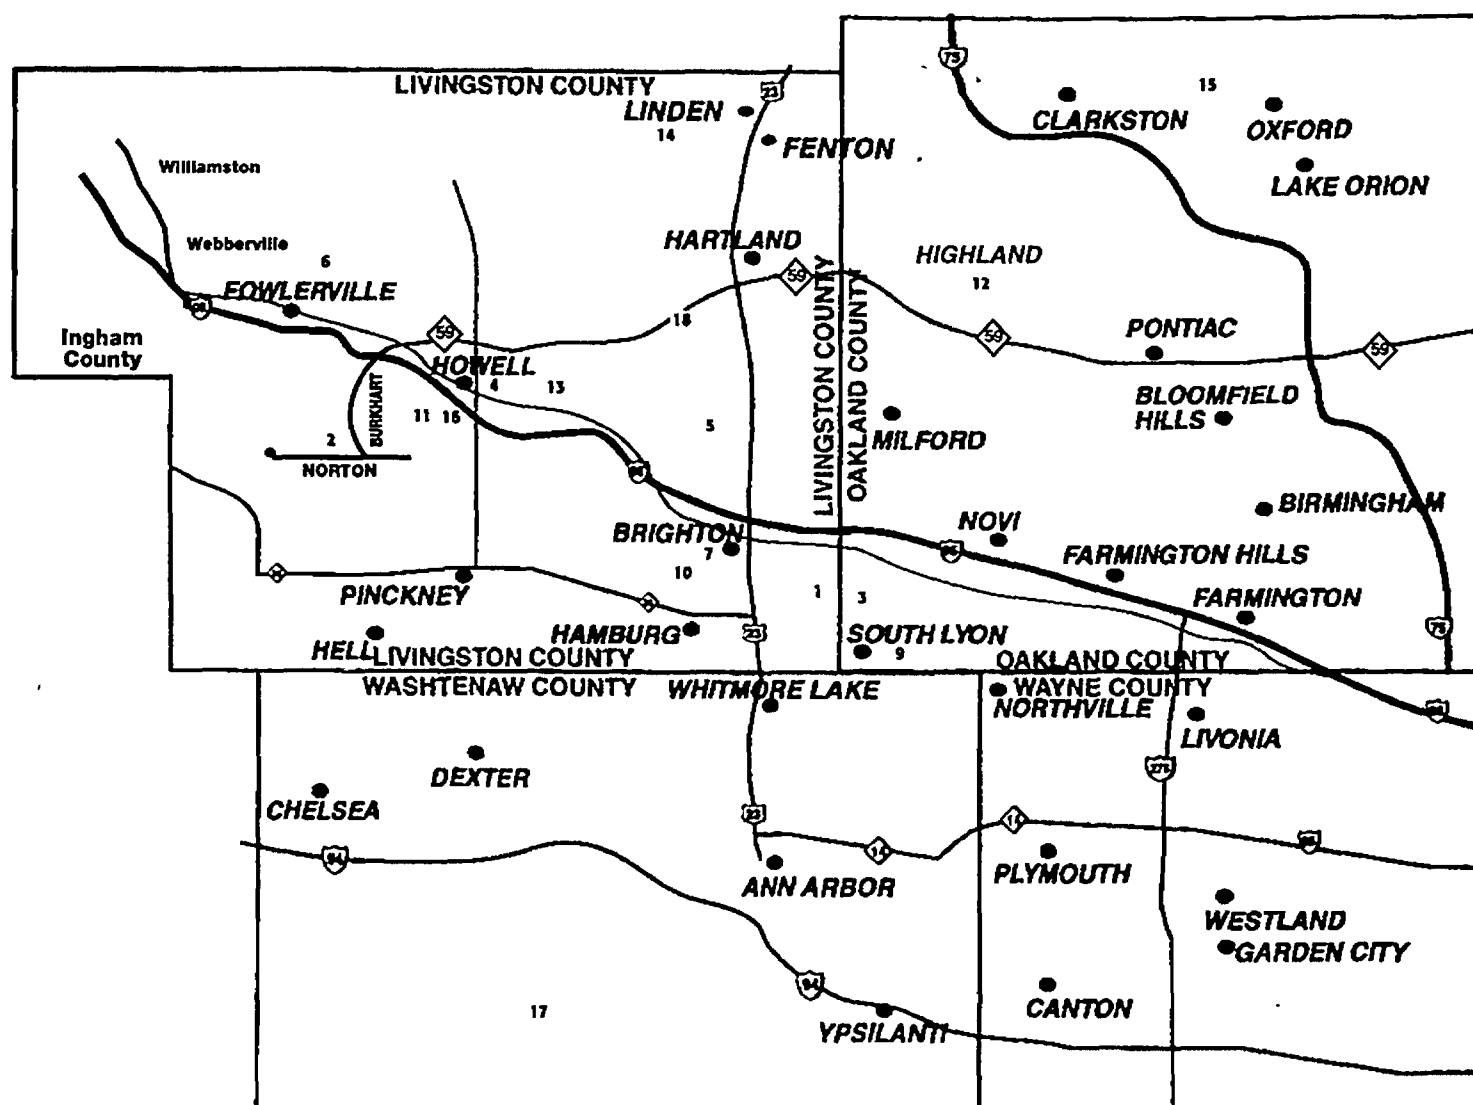 75
15
LIVINGSTON COUNTY
23
LINDEN
14
CLARKSTON
OXFORD
FENTON
Williamston
LAKE ORION
Webberville
6
HARTLAND
HIGHLAND
59
12
FOWLERVILLE
96
18
59
59
PONTIAC
59
Ingham
County
HOWELL
4
13
BURKHART
11
16
5
LIVINGSTON COUNTY
OAKLAND COUNTY
BLOOMFIELD
HILLS
MILFORD
2
NORTON
96
BIRMINGHAM
NOVI
BRIGHTON
7
96
FARMINGTON HILLS
10
PINCKNEY
1
3
FARMINGTON
75
HAMBURG
23
SOUTH LYON
9
HELL
LIVINGSTON COUNTY
OAKLAND COUNTY
WASHTENAW COUNTY
WHITMORE LAKE
WAYNE COUNTY
NORTHVILLE
96
LIVONIA
DEXTER
275
CHELSEA
23
14
94
14
96
ANN ARBOR
PLYMOUTH
WESTLAND
GARDEN CITY
94
17
YPSILANTI
CANTON